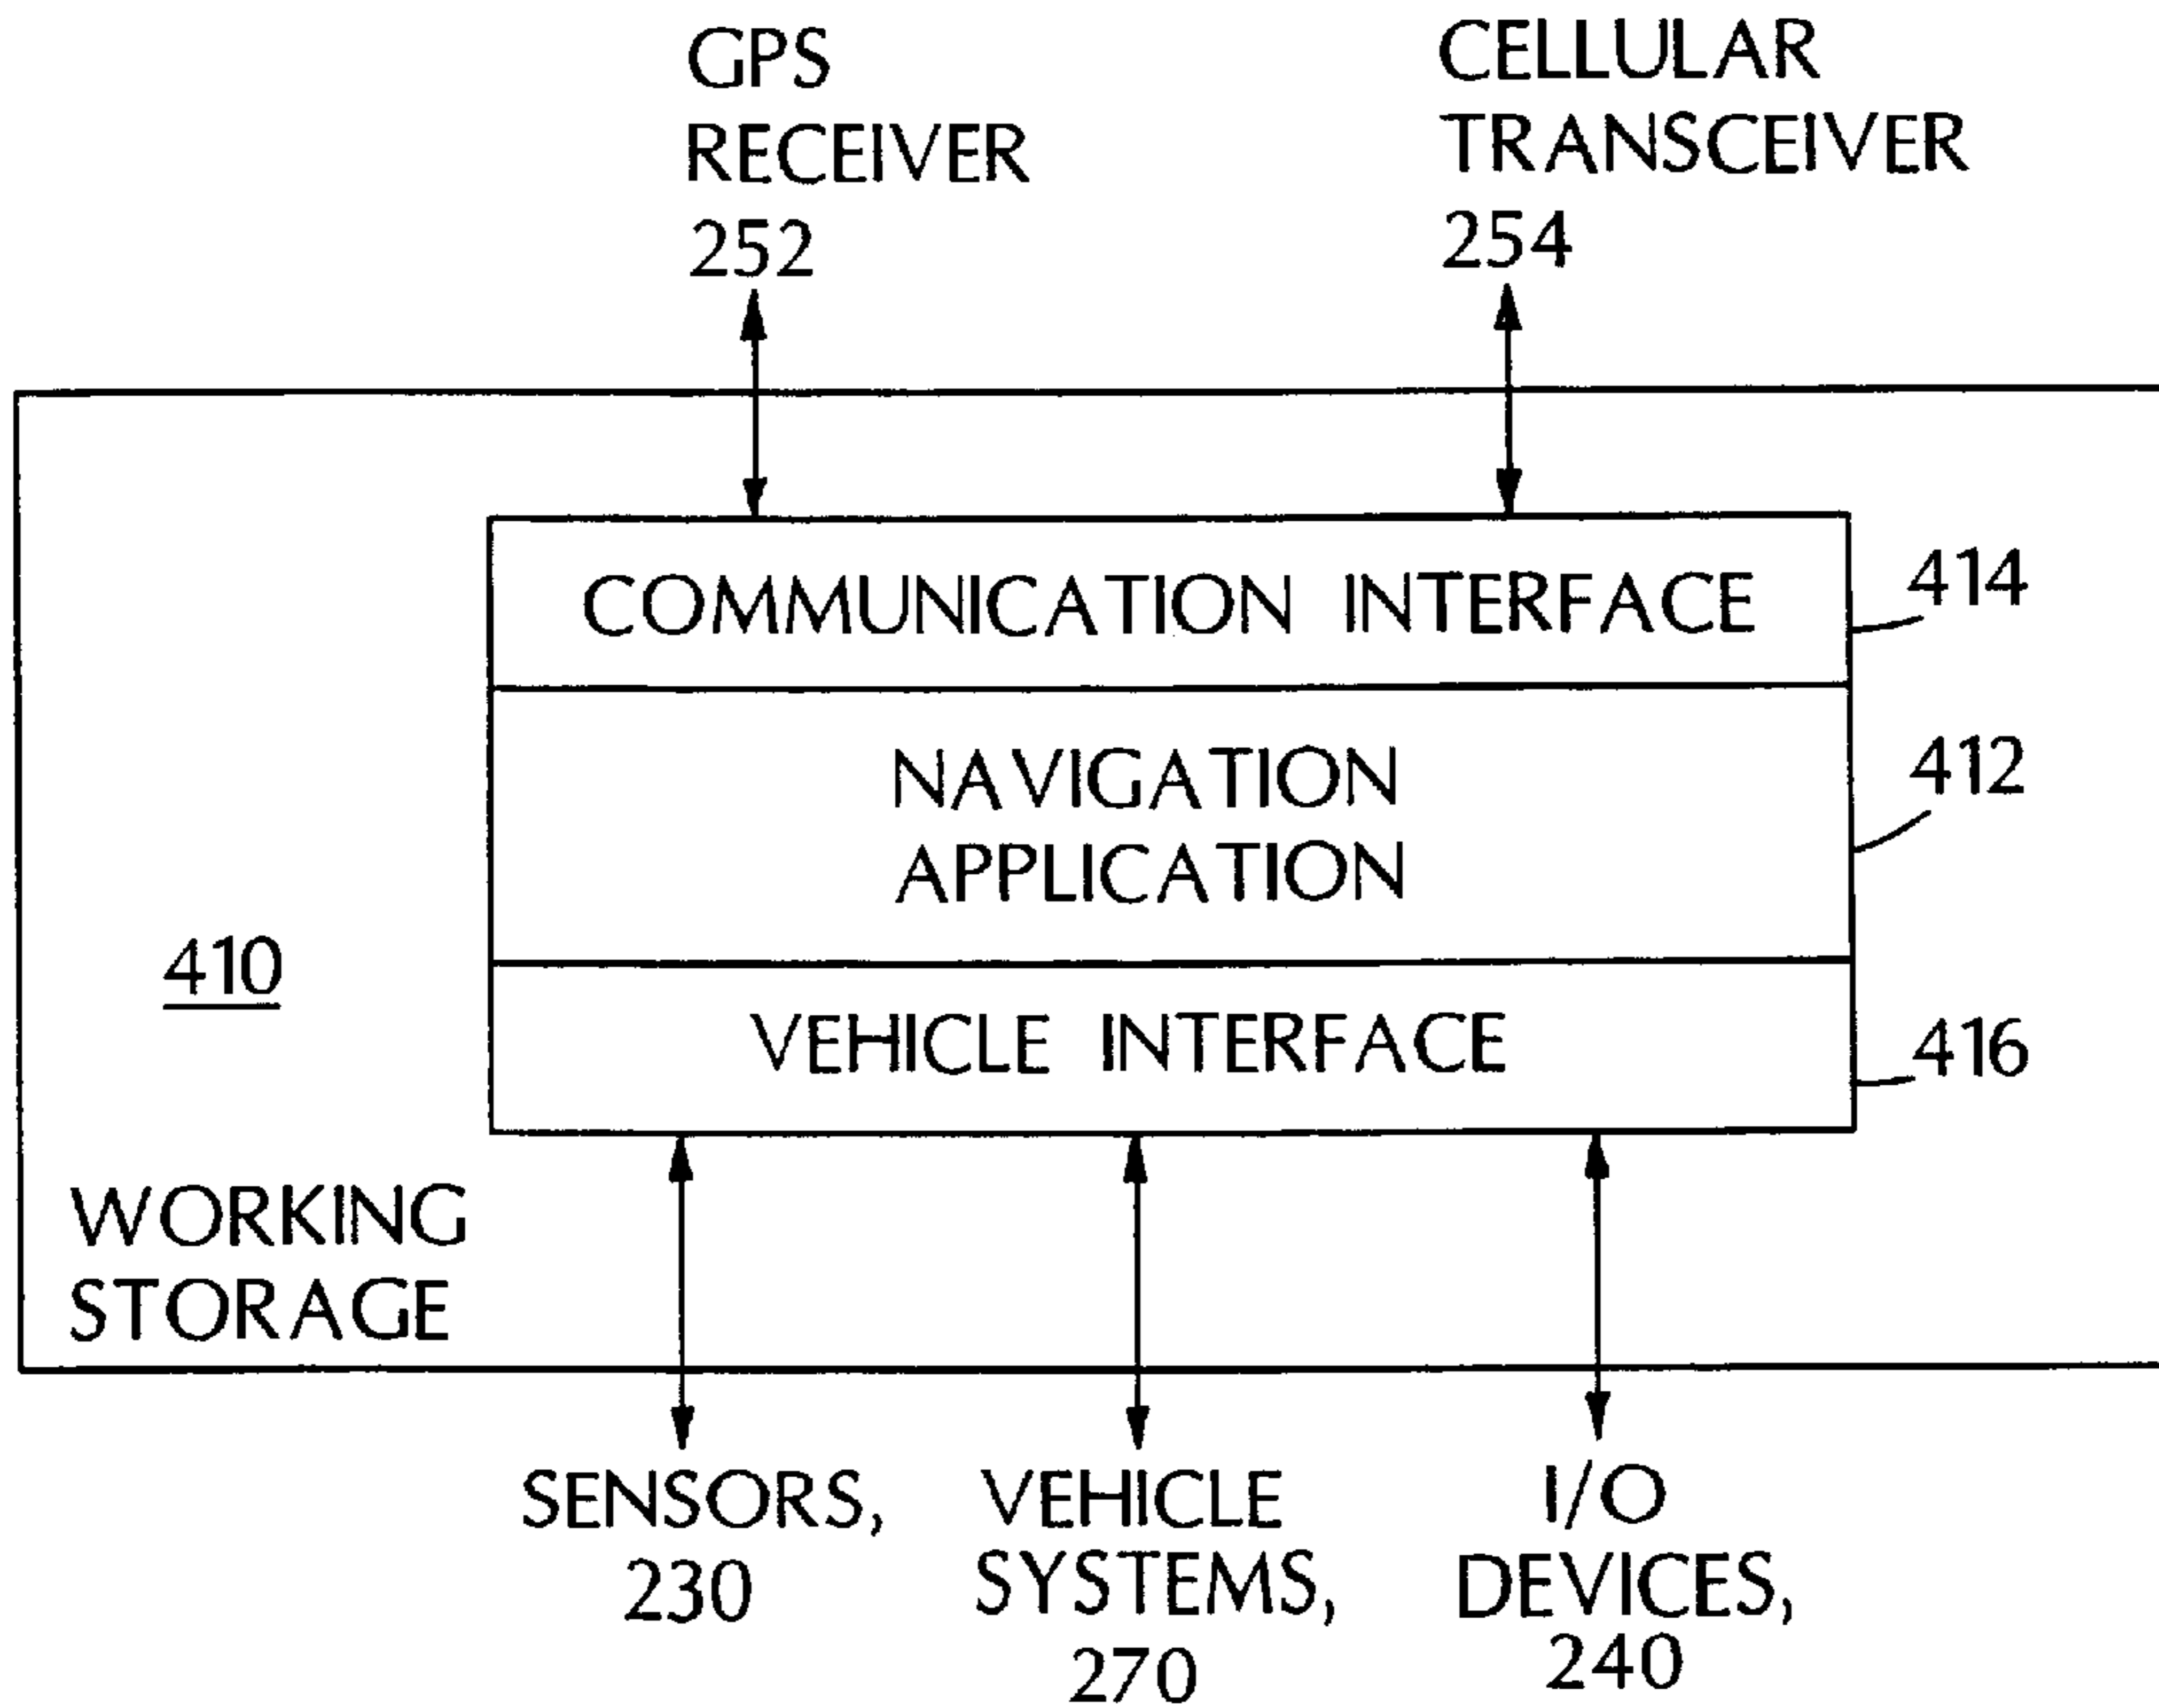 GPS
RECEIVER
252
CELLULAR
TRANSCEIVER
254
COMMUNICATION INTERFACE
414
NAVIGATION
APPLICATION
412
410
VEHICLE INTERFACE
416
WORKING
STORAGE
SENSORS,
230
VEHICLE
SYSTEMS,
270
I/O
DEVICES,
240